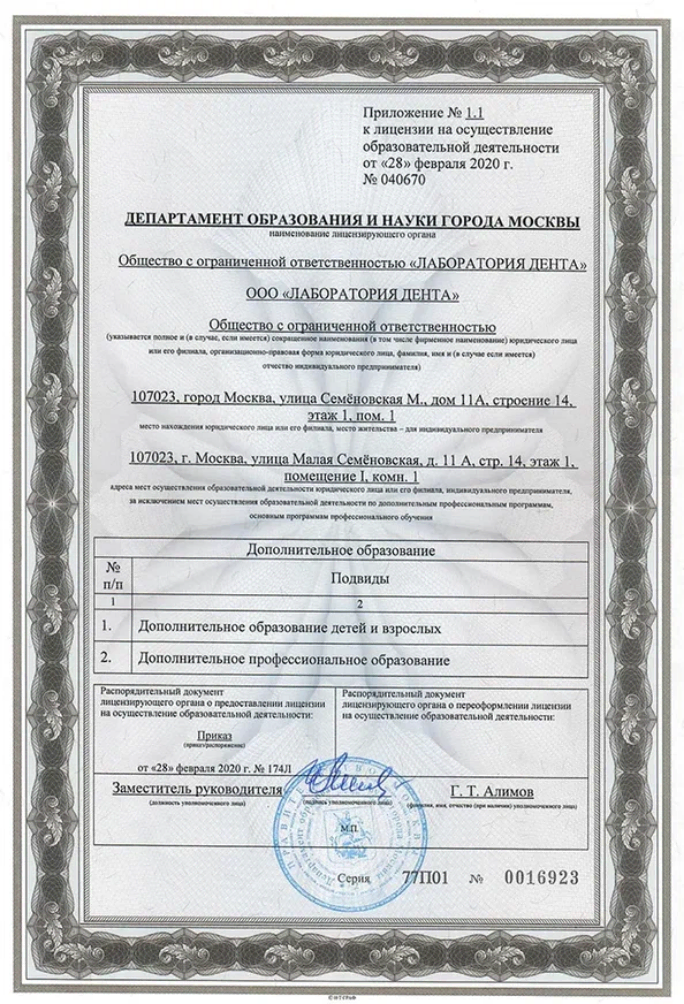 Приложение № 1.1
к лицензии на осуществление
образовательной деятельности
от «28» февраля 2020 г.
№ 040670
ДЕПАРТАМЕНТ ОБРАЗОВАНИЯ И НАУКИ ГОРОДА МОСКВЫ
наименование лицензирующего органа
Общество с ограниченной ответственностью «ЛАБОРАТОРИЯ ДЕНТА»
ООО «ЛАБОРАТОРИЯ ДЕНТА»
Общество с ограниченной ответственностью
(указывается полное и (в случае, если имеется) сокращенное наименования (в том числе фирменное наименование) юридического лица
или его филиала, организационно-правовая форма юридического лица, фамилия, имя и (в случае если имеется)
отчество индивидуального предпринимателя)
107023, город Москва, улица Семёновская М., дом 11А, строение 14,
этаж 1, пом. 1
место нахождения юридического лица или его филиала, место жительства – для индивидуального предпринимателя
107023, г. Москва, улица Малая Семёновская, д. 11 А, стр. 14, этаж 1,
помещение I, комн. 1
адреса мест осуществления образовательной деятельности юридического лица или его филиала, индивидуального предпринимателя,
за исключением мест осуществления образовательной деятельности по дополнительным профессиональным программам,
основным программам профессионального обучения
Дополнительное образование
№
п/п
Подвиды
1
2
1.
Дополнительное образование детей и взрослых
2.
Дополнительное профессиональное образование
Распорядительный документ
лицензирующего органа о предоставлении лицензии
на осуществление образовательной деятельности:
Приказ
(приказ/распоряжение)
от «28» февраля 2020 г. № 174Л
Распорядительный документ
лицензирующего органа о переоформлении лицензии
на осуществление образовательной деятельности:
Заместитель руководителя
(должность уполномоченного лица)
(подпись уполномоченного лица)
Г. Т. Алимов
(фамилия, имя, отчество (при наличии) уполномоченного лица)
М.П.
Серия 77П01 № 0016923